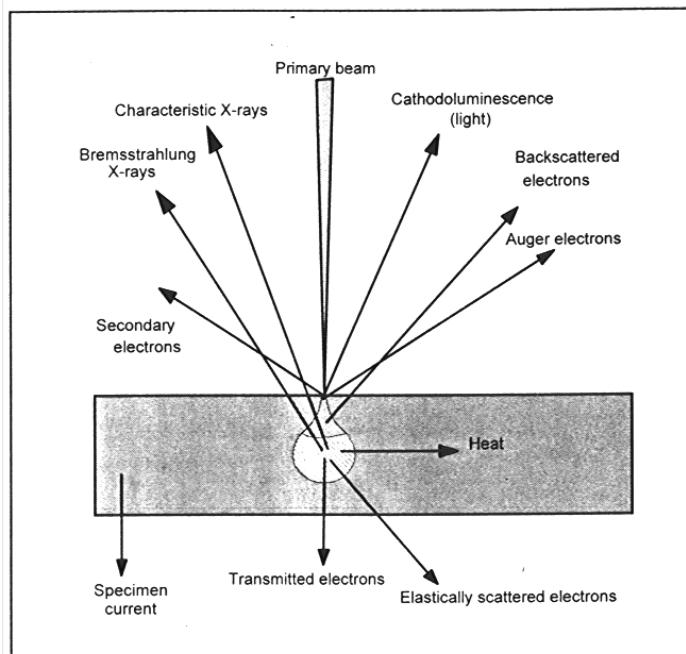 Primary beam
Characteristic X-rays
Cathodoluminescence
(light)
Bremsstrahlung
X-rays
Backscattered
electrons
Auger electrons
Secondary
electrons
Heat
Specimen
current
Transmitted electrons
Elastically scattered electrons